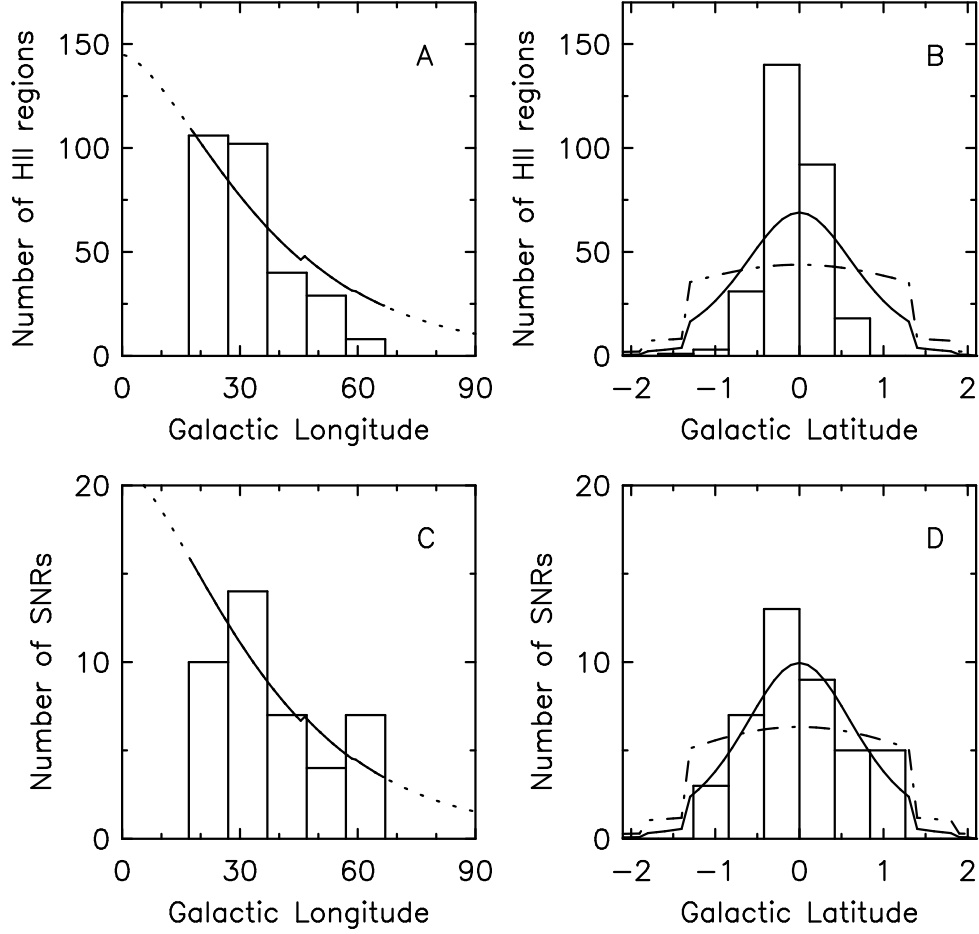 150
100
50
0
Number of HII regions
A
0 30 60 90
Galactic Longitude
150
100
50
0
Number of HII regions
B
−2 −1 0 1 2
Galactic Latitude
20
10
0
Number of SNRs
C
0 30 60 90
Galactic Longitude
20
10
0
Number of SNRs
D
−2 −1 0 1 2
Galactic Latitude